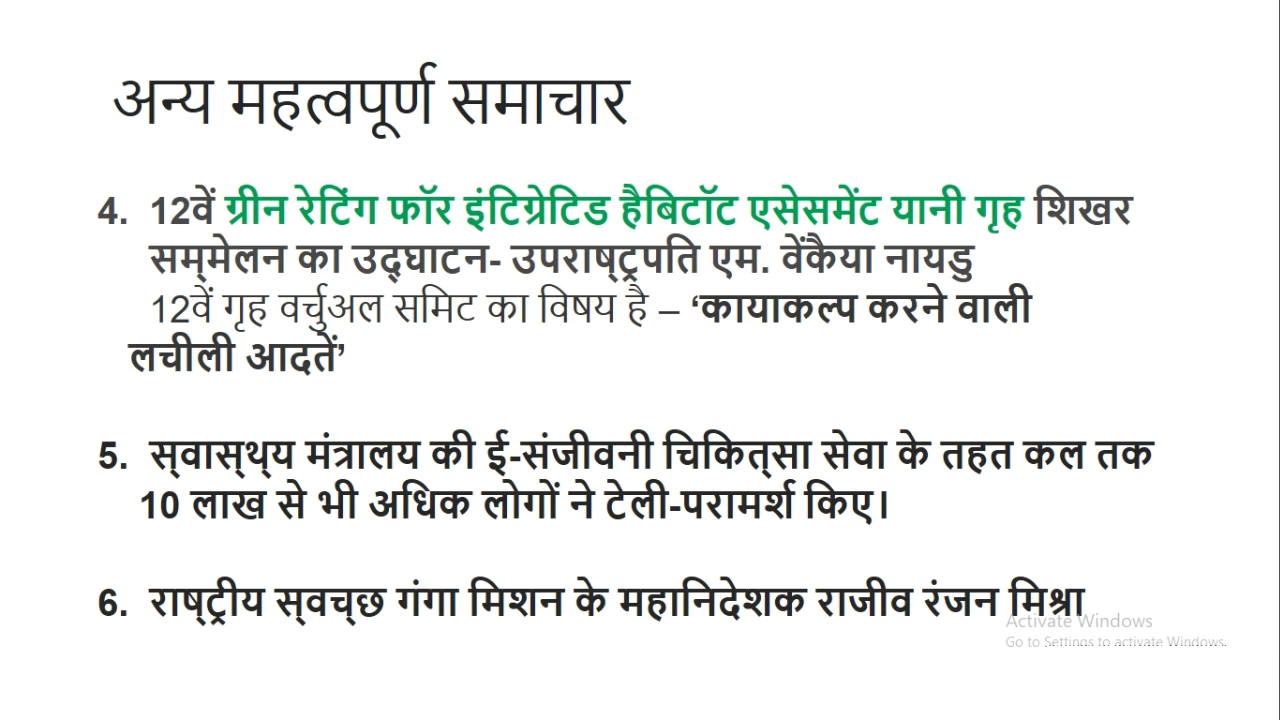 अन्य महत्वपूर्ण समाचार
4. 12वें ग्रीन रेटिंग फॉर इंटिग्रेटिड हैबिटॉट एसेसमेंट यानी गृह शिखर
सम्‍मेलन का उद्घाटन- उपराष्‍ट्रपति एम. वेंकैया नायडु
12वें गृह वर्चुअल समिट का विषय है – ‘कायाकल्प करने वाली
लचीली आदतें’
5. स्‍वास्‍थ्‍य मंत्रालय की ई-संजीवनी चिकित्‍सा सेवा के तहत कल तक
10 लाख से भी अधिक लोगों ने टेली-परामर्श किए।
6. राष्‍ट्रीय स्‍वच्‍छ गंगा मिशन के महानिदेशक राजीव रंजन मिश्रा
Activate Windows
Go to Settings to activate Windows.